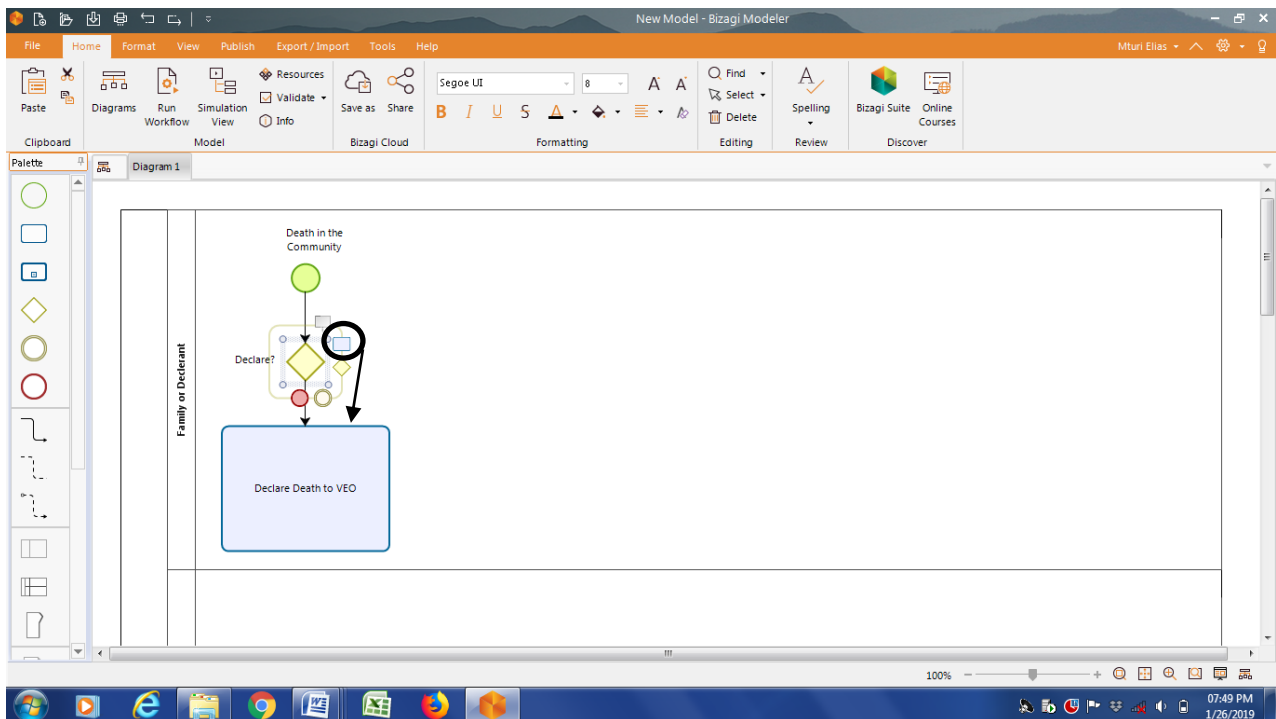 New Model - Bizagi Modeler
File Home Format View Publish Export / Import Tools Help
Mturi Elias
Paste
Clipboard
Diagrams
Run Workflow
Simulation View
Resources
Validate
Info
Model
Save as
Share
Bizagi Cloud
Segoe UI
8
A A
B I U S A
Formatting
Find
Select
Delete
Editing
Spelling
Review
Bizagi Suite
Online Courses
Discover
Palette
Diagram 1
Death in the
Community
Declare?
Family or Declerant
Declare Death to VEO
100%
07:49 PM
1/26/2019